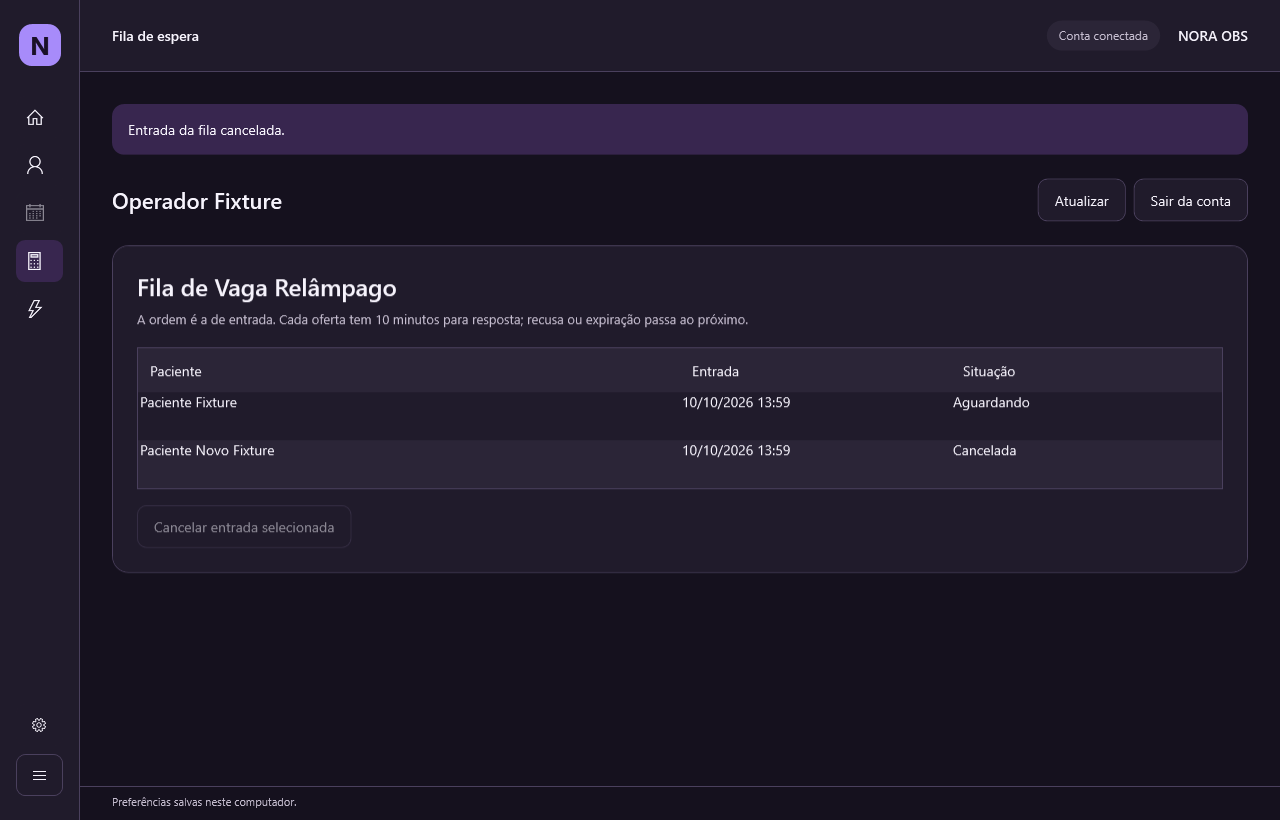 N
Fila de espera
Conta conectada
NORA OBS
Entrada da fila cancelada.
Operador Fixture
Atualizar
Sair da conta
Fila de Vaga Relâmpago
A ordem é a de entrada. Cada oferta tem 10 minutos para resposta; recusa ou expiração passa ao próximo.
Paciente Entrada Situação
Paciente Fixture 10/10/2026 13:59 Aguardando
Paciente Novo Fixture 10/10/2026 13:59 Cancelada
Cancelar entrada selecionada
Preferências salvas neste computador.